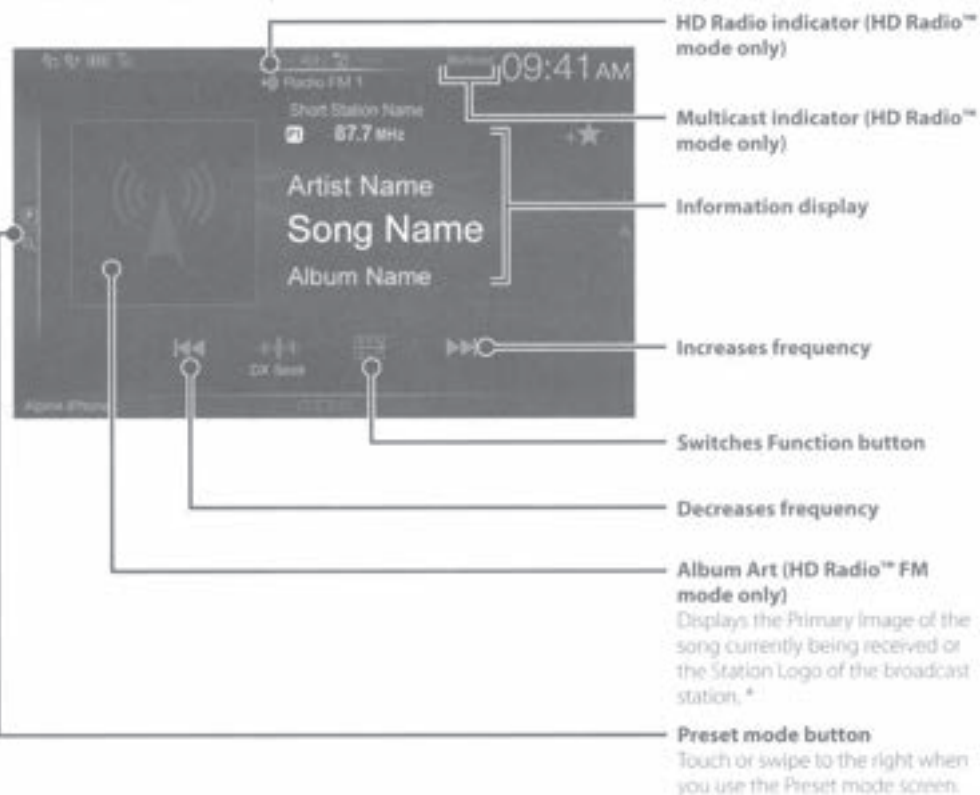 HD Radio indicator (HD Radio™
mode only)
09:41 AM
Radio FM 1
Short Station Name
87.7 MHz
Multicast indicator (HD Radio™
mode only)
Artist Name
Song Name
Album Name
Information display
DX Seek
Increases frequency
Alpine iPhone
Switches Function button
Decreases frequency
Album Art (HD Radio™ FM
mode only)
Displays the Primary Image of the
song currently being received or
the Station Logo of the broadcast
station. *
Preset mode button
Touch or swipe to the right when
you use the Preset mode screen.